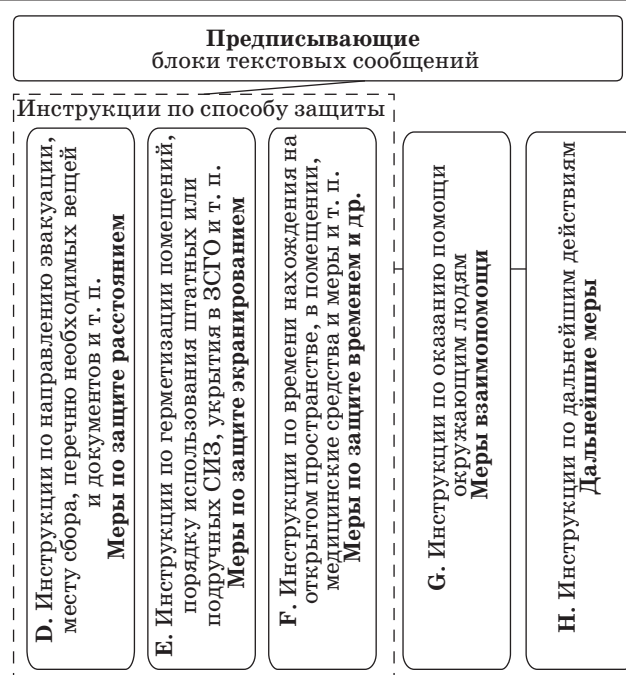 Предписывающие
блоки текстовых сообщений
Инструкции по способу защиты
D. Инструкции по направлению эвакуации,
месту сбора, перечню необходимых вещей
и документов и т. п.
Меры по защите расстоянием
E. Инструкции по герметизации помещений,
порядку использования штатных или
подручных СИЗ, укрытия в ЗСГО и т. п.
Меры по защите экранированием
F. Инструкции по времени нахождения на
открытом пространстве, в помещении,
медицинские средства и меры и т. п.
Меры по защите временем и др.
G. Инструкции по оказанию помощи
окружающим людям
Меры взаимопомощи
H. Инструкции по дальнейшим действиям
Дальнейшие меры